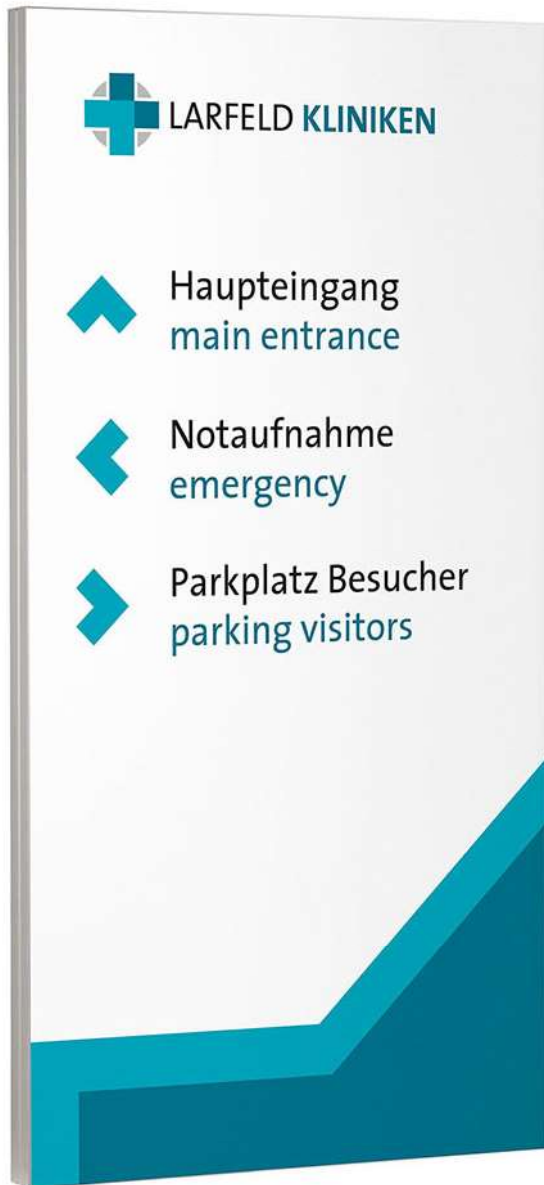 LARFELD KLINIKEN
Haupteingang
main entrance
Notaufnahme
emergency
Parkplatz Besucher
parking visitors